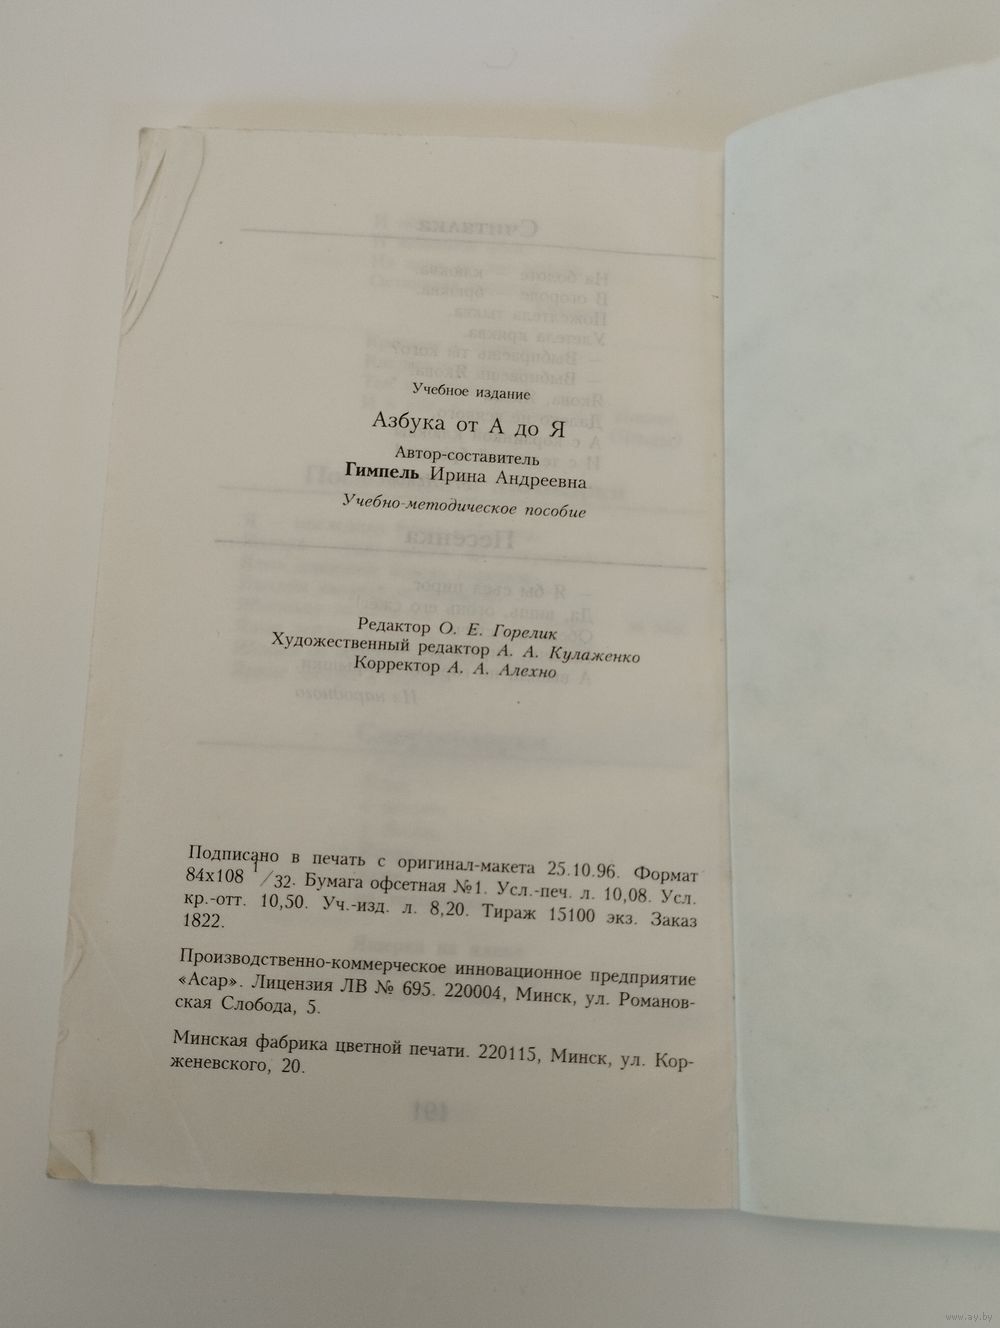 Учебное издание
Азбука от А до Я
Автор-составитель
Гимпель Ирина Андреевна
Учебно-методическое пособие
Редактор О. Е. Горелик
Художественный редактор А. А. Кулаженко
Корректор А. А. Алехно
Подписано в печать с оригинал-макета 25.10.96. Формат
84х108 1/32. Бумага офсетная №1. Усл.-печ. л. 10,08. Усл.
кр.-отт. 10,50. Уч.-изд. л. 8,20. Тираж 15100 экз. Заказ
1822.
Производственно-коммерческое инновационное предприятие
«Асар». Лицензия ЛВ № 695. 220004, Минск, ул. Романов-
ская Слобода, 5.
Минская фабрика цветной печати. 220115, Минск, ул. Кор-
женевского, 20.
www.ay.by